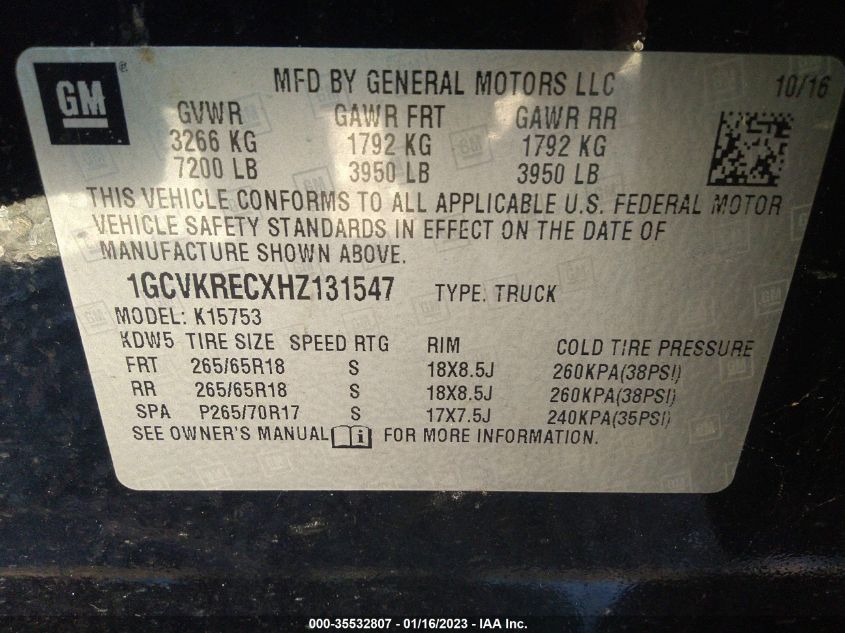 GM®
MFD BY GENERAL MOTORS LLC 10/16
GVWR GAWR FRT GAWR RR
3266 KG 1792 KG 1792 KG
7200 LB 3950 LB 3950 LB
THIS VEHICLE CONFORMS TO ALL APPLICABLE U.S. FEDERAL MOTOR
VEHICLE SAFETY STANDARDS IN EFFECT ON THE DATE OF
MANUFACTURE SHOWN ABOVE.
1GCVKRECXHZ131547 TYPE. TRUCK
MODEL: K15753
KDW5 TIRE SIZE SPEED RTG RIM COLD TIRE PRESSURE
FRT 265/65R18 S 18X8.5J 260KPA(38PSI)
RR 265/65R18 S 18X8.5J 260KPA(38PSI)
SPA P265/70R17 S 17X7.5J 240KPA(35PSI)
SEE OWNER'S MANUAL i FOR MORE INFORMATION.
000-35532807 - 01/16/2023 - IAA Inc.